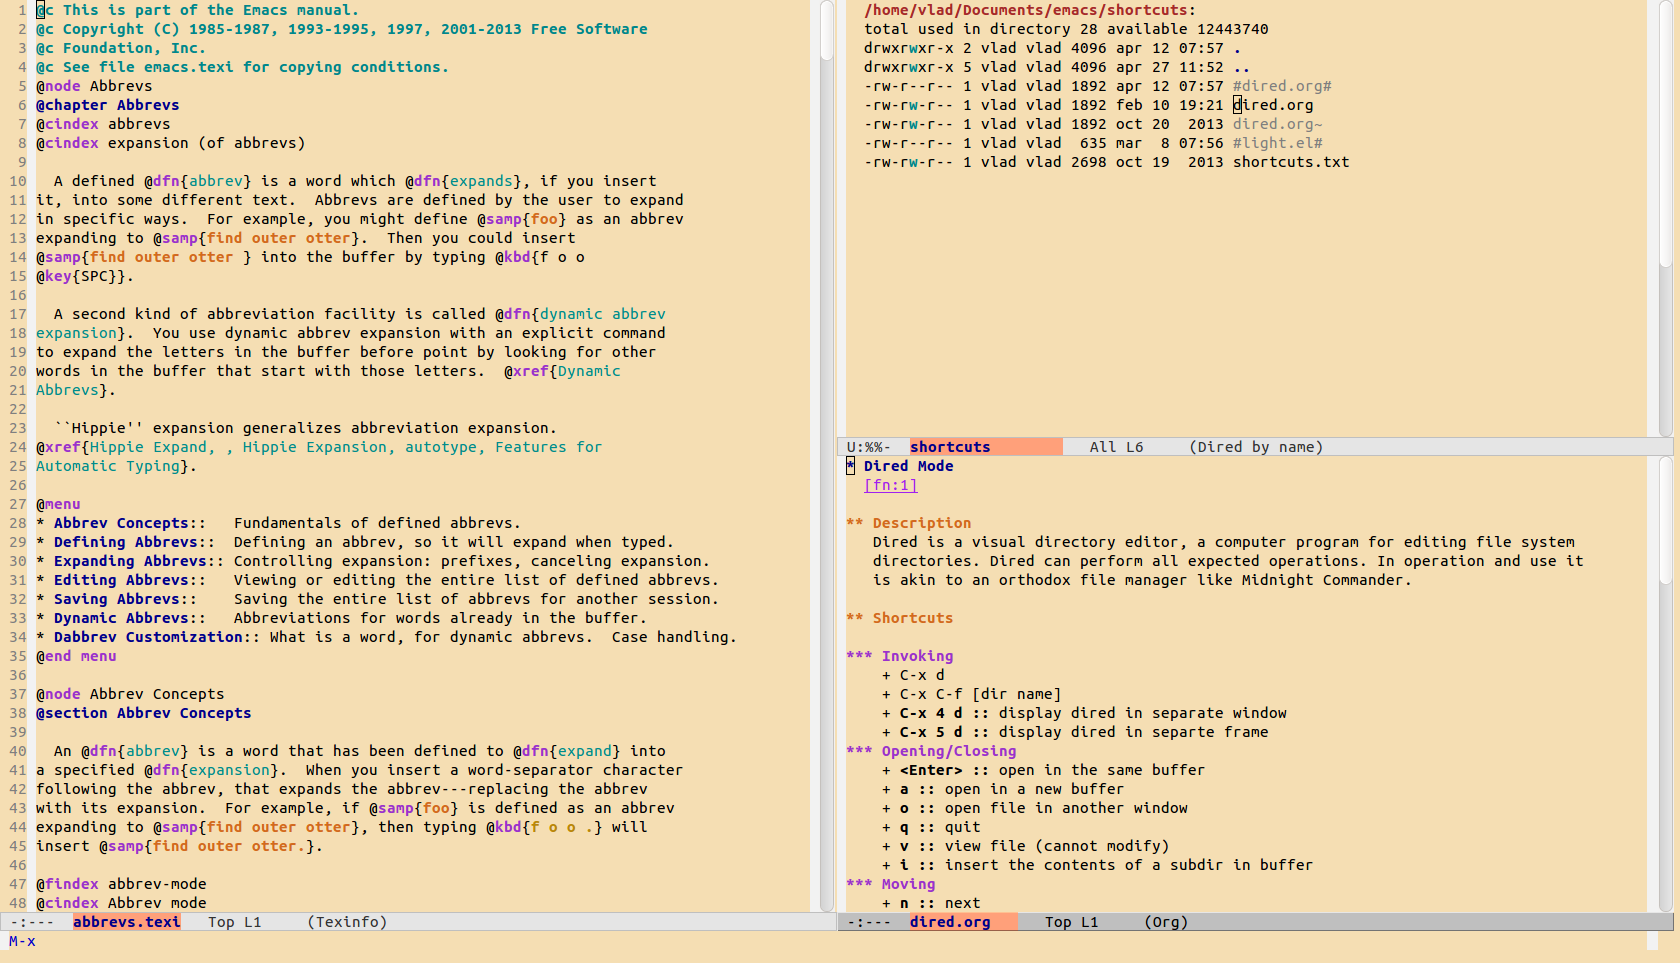 1 @c This is part of the Emacs manual.
2 @c Copyright (C) 1985-1987, 1993-1995, 1997, 2001-2013 Free Software
3 @c Foundation, Inc.
4 @c See file emacs.texi for copying conditions.
5 @node Abbrevs
6 @chapter Abbrevs
7 @cindex abbrevs
8 @cindex expansion (of abbrevs)
9
10   A defined @dfn{abbrev} is a word which @dfn{expands}, if you insert
11 it, into some different text.  Abbrevs are defined by the user to expand
12 in specific ways.  For example, you might define @samp{foo} as an abbrev
13 expanding to @samp{find outer otter}.  Then you could insert
14 @samp{find outer otter } into the buffer by typing @kbd{f o o
15 @key{SPC}}.
16
17   A second kind of abbreviation facility is called @dfn{dynamic abbrev
18 expansion}.  You use dynamic abbrev expansion with an explicit command
19 to expand the letters in the buffer before point by looking for other
20 words in the buffer that start with those letters.  @xref{Dynamic
21 Abbrevs}.
22
23   ``Hippie'' expansion generalizes abbreviation expansion.
24 @xref{Hippie Expand, , Hippie Expansion, autotype, Features for
25 Automatic Typing}.
26
27 @menu
28 * Abbrev Concepts::   Fundamentals of defined abbrevs.
29 * Defining Abbrevs::  Defining an abbrev, so it will expand when typed.
30 * Expanding Abbrevs:: Controlling expansion: prefixes, canceling expansion.
31 * Editing Abbrevs::   Viewing or editing the entire list of defined abbrevs.
32 * Saving Abbrevs::    Saving the entire list of abbrevs for another session.
33 * Dynamic Abbrevs::   Abbreviations for words already in the buffer.
34 * Dabbrev Customization:: What is a word, for dynamic abbrevs.  Case handling.
35 @end menu
36
37 @node Abbrev Concepts
38 @section Abbrev Concepts
39
40   An @dfn{abbrev} is a word that has been defined to @dfn{expand} into
41 a specified @dfn{expansion}.  When you insert a word-separator character
42 following the abbrev, that expands the abbrev---replacing the abbrev
43 with its expansion.  For example, if @samp{foo} is defined as an abbrev
44 expanding to @samp{find outer otter}, then typing @kbd{f o o .} will
45 insert @samp{find outer otter.}.
46
47 @findex abbrev-mode
48 @cindex Abbrev mode
-:---  abbrevs.texi   Top L1     (Texinfo)
/home/vlad/Documents/emacs/shortcuts:
total used in directory 28 available 12443740
drwxrwxr-x 2 vlad vlad 4096 apr 12 07:57 .
drwxrwxr-x 5 vlad vlad 4096 apr 27 11:52 ..
-rw-r--r-- 1 vlad vlad 1892 apr 12 07:57 #dired.org#
-rw-rw-r-- 1 vlad vlad 1892 feb 10 19:21 dired.org
-rw-rw-r-- 1 vlad vlad 1892 oct 20  2013 dired.org~
-rw-r--r-- 1 vlad vlad  635 mar  8 07:56 #light.el#
-rw-rw-r-- 1 vlad vlad 2698 oct 19  2013 shortcuts.txt
U:%%-  shortcuts           All L6     (Dired by name)
* Dired Mode
[fn:1]
** Description
Dired is a visual directory editor, a computer program for editing file system
directories. Dired can perform all expected operations. In operation and use it
is akin to an orthodox file manager like Midnight Commander.
** Shortcuts
*** Invoking
+ C-x d
+ C-x C-f [dir name]
+ C-x 4 d :: display dired in separate window
+ C-x 5 d :: display dired in separte frame
*** Opening/Closing
+ <Enter> :: open in the same buffer
+ a :: open in a new buffer
+ o :: open file in another window
+ q :: quit
+ v :: view file (cannot modify)
+ i :: insert the contents of a subdir in buffer
*** Moving
+ n :: next
-:---  dired.org      Top L1     (Org)
M-x